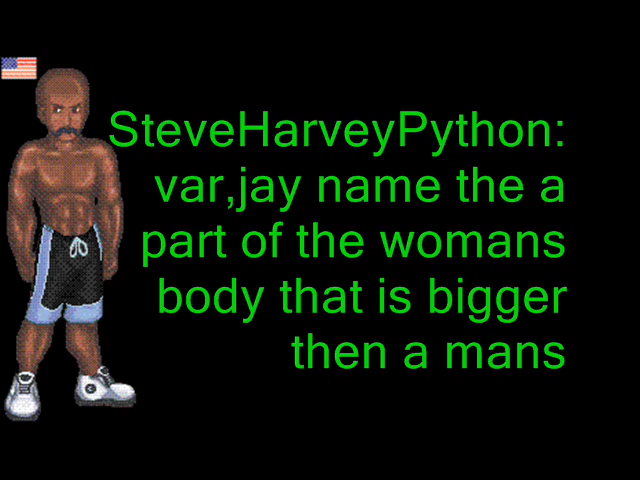 SteveHarveyPython:
var,jay name the a
part of the womans
body that is bigger
then a mans